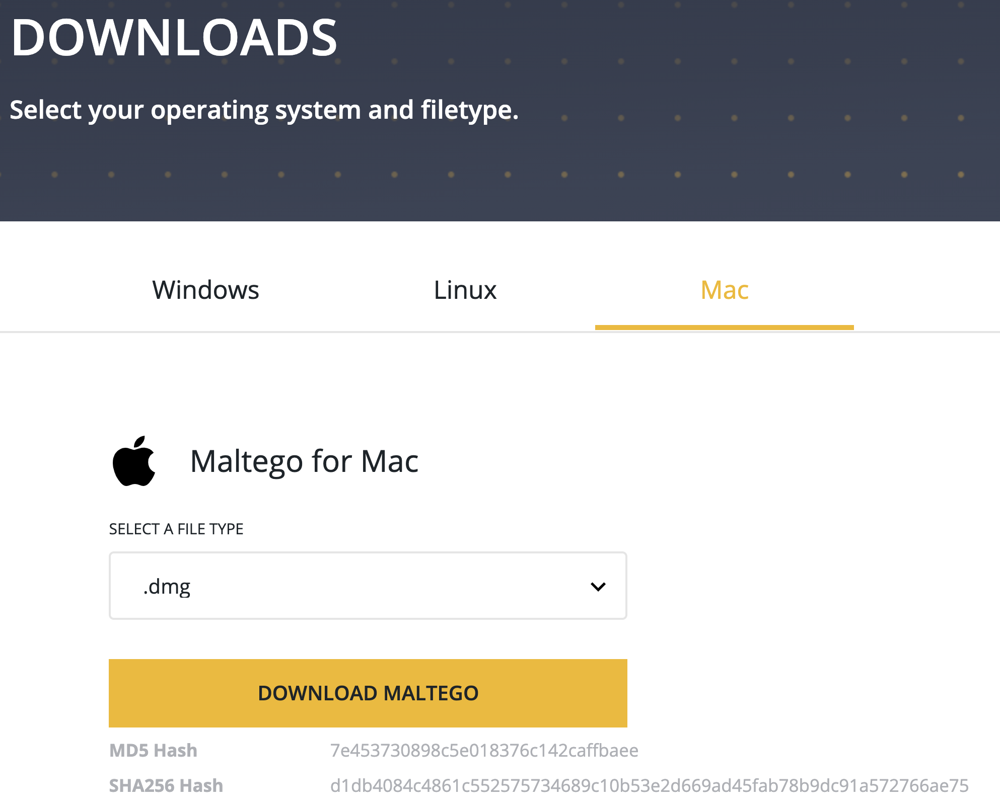 DOWNLOADS
Select your operating system and filetype.
Windows Linux Mac
Maltego for Mac
SELECT A FILE TYPE
.dmg
DOWNLOAD MALTEGO
MD5 Hash 7e453730898c5e018376c142caffbaee
SHA256 Hash d1db4084c4861c552575734689c10b53e2d669ad45fab78b9dc91a572766ae75